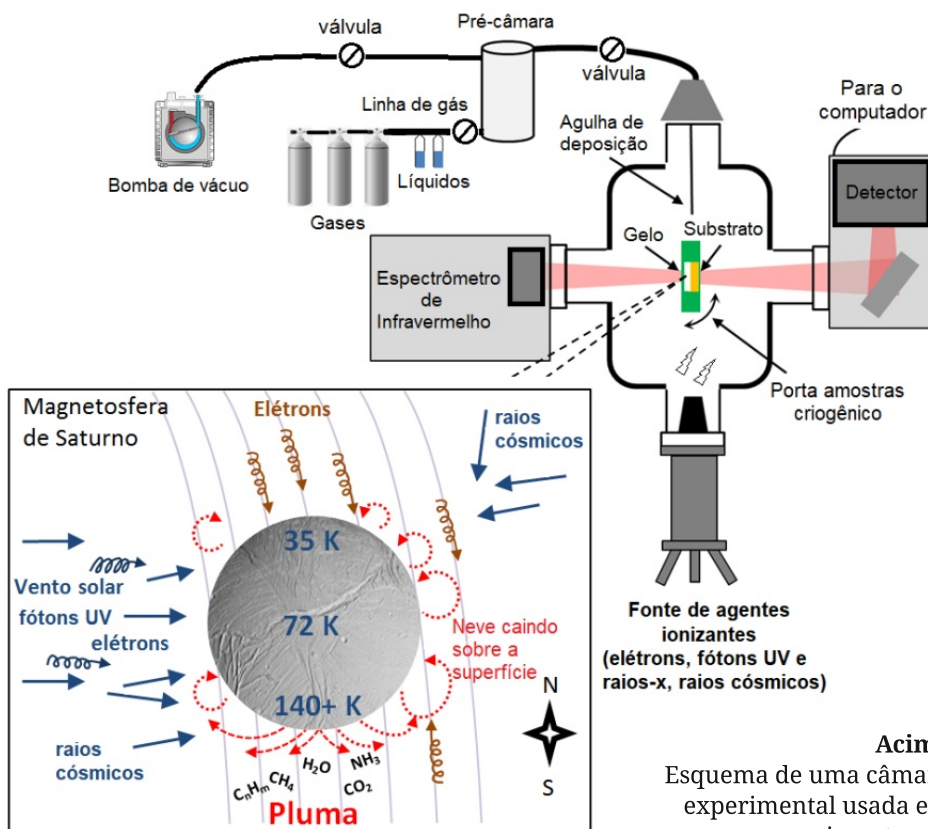 válvula
Pré-câmara
válvula
Linha de gás
Bomba de vácuo
Gases
Líquidos
Agulha de
deposição
Para o
computador
Detector
Gelo
Substrato
Espectrômetro
de
Infravermelho
Porta amostras
criogênico
Fonte de agentes
ionizantes
(elétrons, fótons UV e
raios-x, raios cósmicos)
Magnetosfera
de Saturno
Elétrons
raios
cósmicos
35 K
Vento solar
fótons UV
72 K
elétrons
Neve caindo
sobre a
superfície
140+ K
raios
cósmicos
CₙHₘ
CH₄
H₂O
NH₃
CO₂
Pluma
N
S
Acim
Esquema de uma câmar
experimental usada e